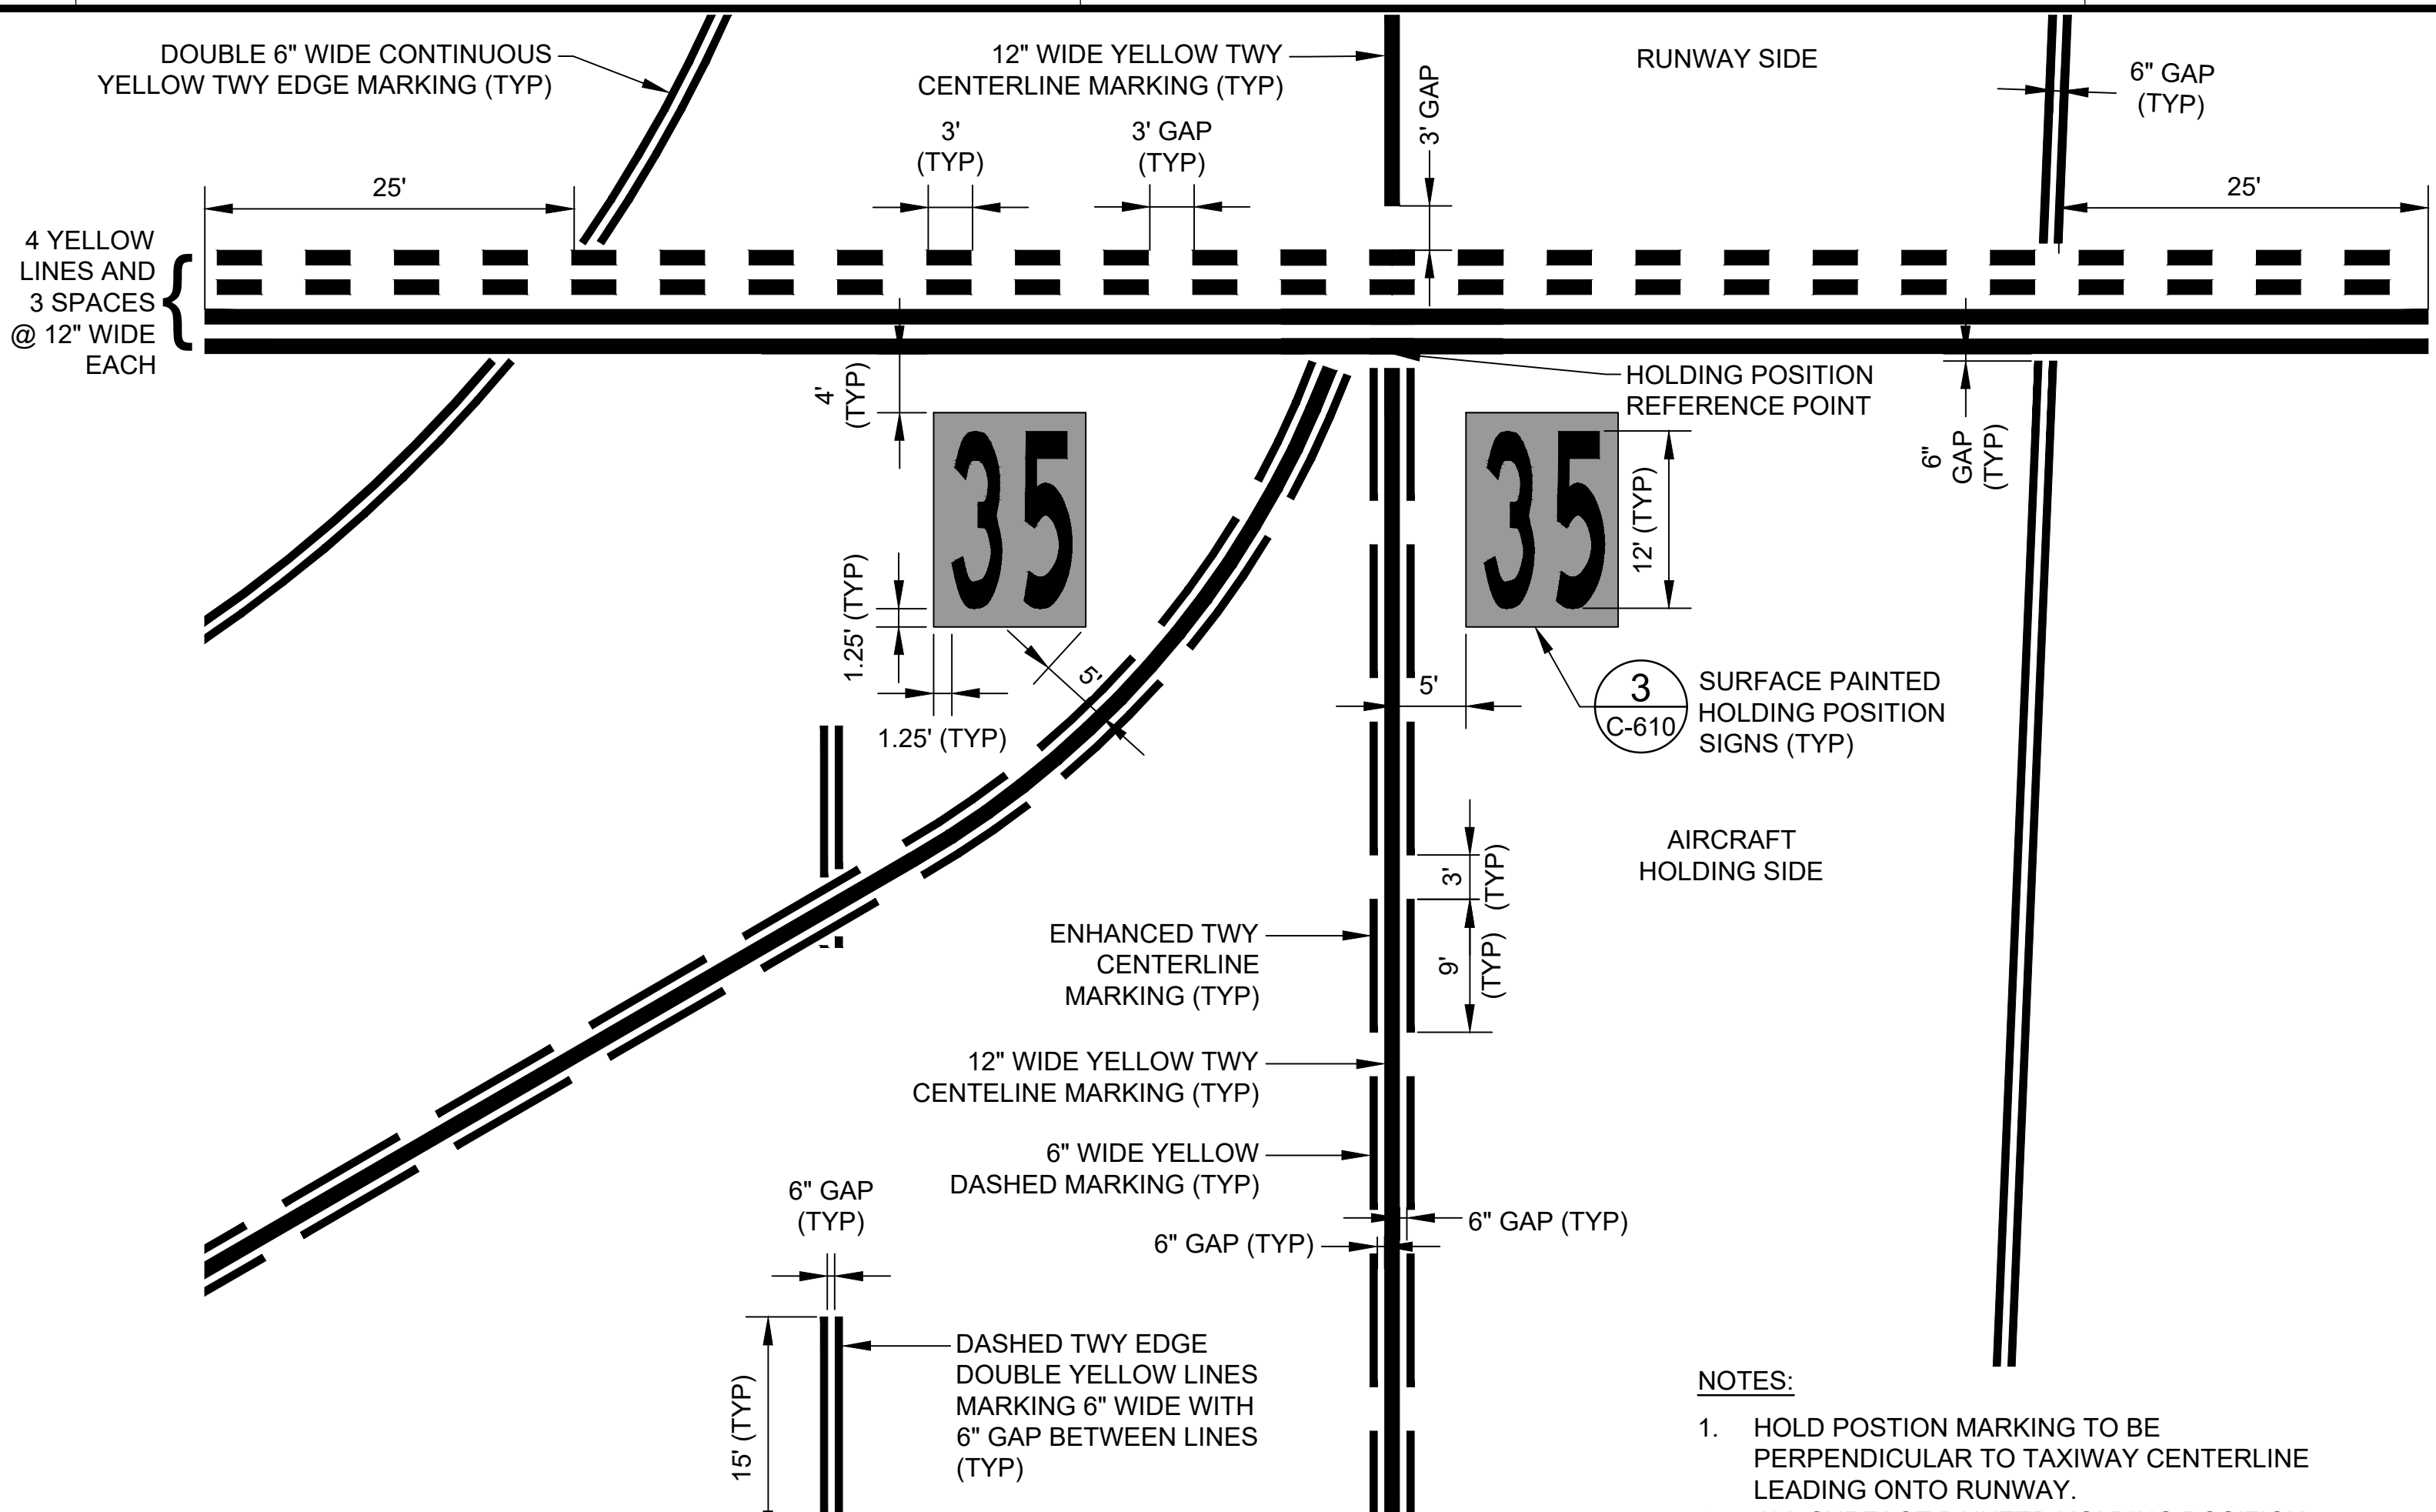 DOUBLE 6" WIDE CONTINUOUS
YELLOW TWY EDGE MARKING (TYP)
12" WIDE YELLOW TWY
CENTERLINE MARKING (TYP)
RUNWAY SIDE
6" GAP
(TYP)
3' GAP
3'
(TYP)
3' GAP
(TYP)
25'
25'
4 YELLOW
LINES AND
3 SPACES
@ 12" WIDE
EACH
4'
(TYP)
HOLDING POSITION
REFERENCE POINT
6"
GAP
(TYP)
35
35
12' (TYP)
1.25' (TYP)
1.25' (TYP)
5'
5'
3
C-610
SURFACE PAINTED
HOLDING POSITION
SIGNS (TYP)
AIRCRAFT
HOLDING SIDE
3'
(TYP)
9'
(TYP)
ENHANCED TWY
CENTERLINE
MARKING (TYP)
12" WIDE YELLOW TWY
CENTELINE MARKING (TYP)
6" WIDE YELLOW
DASHED MARKING (TYP)
6" GAP
(TYP)
6" GAP (TYP)
6" GAP (TYP)
15' (TYP)
DASHED TWY EDGE
DOUBLE YELLOW LINES
MARKING 6" WIDE WITH
6" GAP BETWEEN LINES
(TYP)
NOTES:
1. HOLD POSTION MARKING TO BE
PERPENDICULAR TO TAXIWAY CENTERLINE
LEADING ONTO RUNWAY.